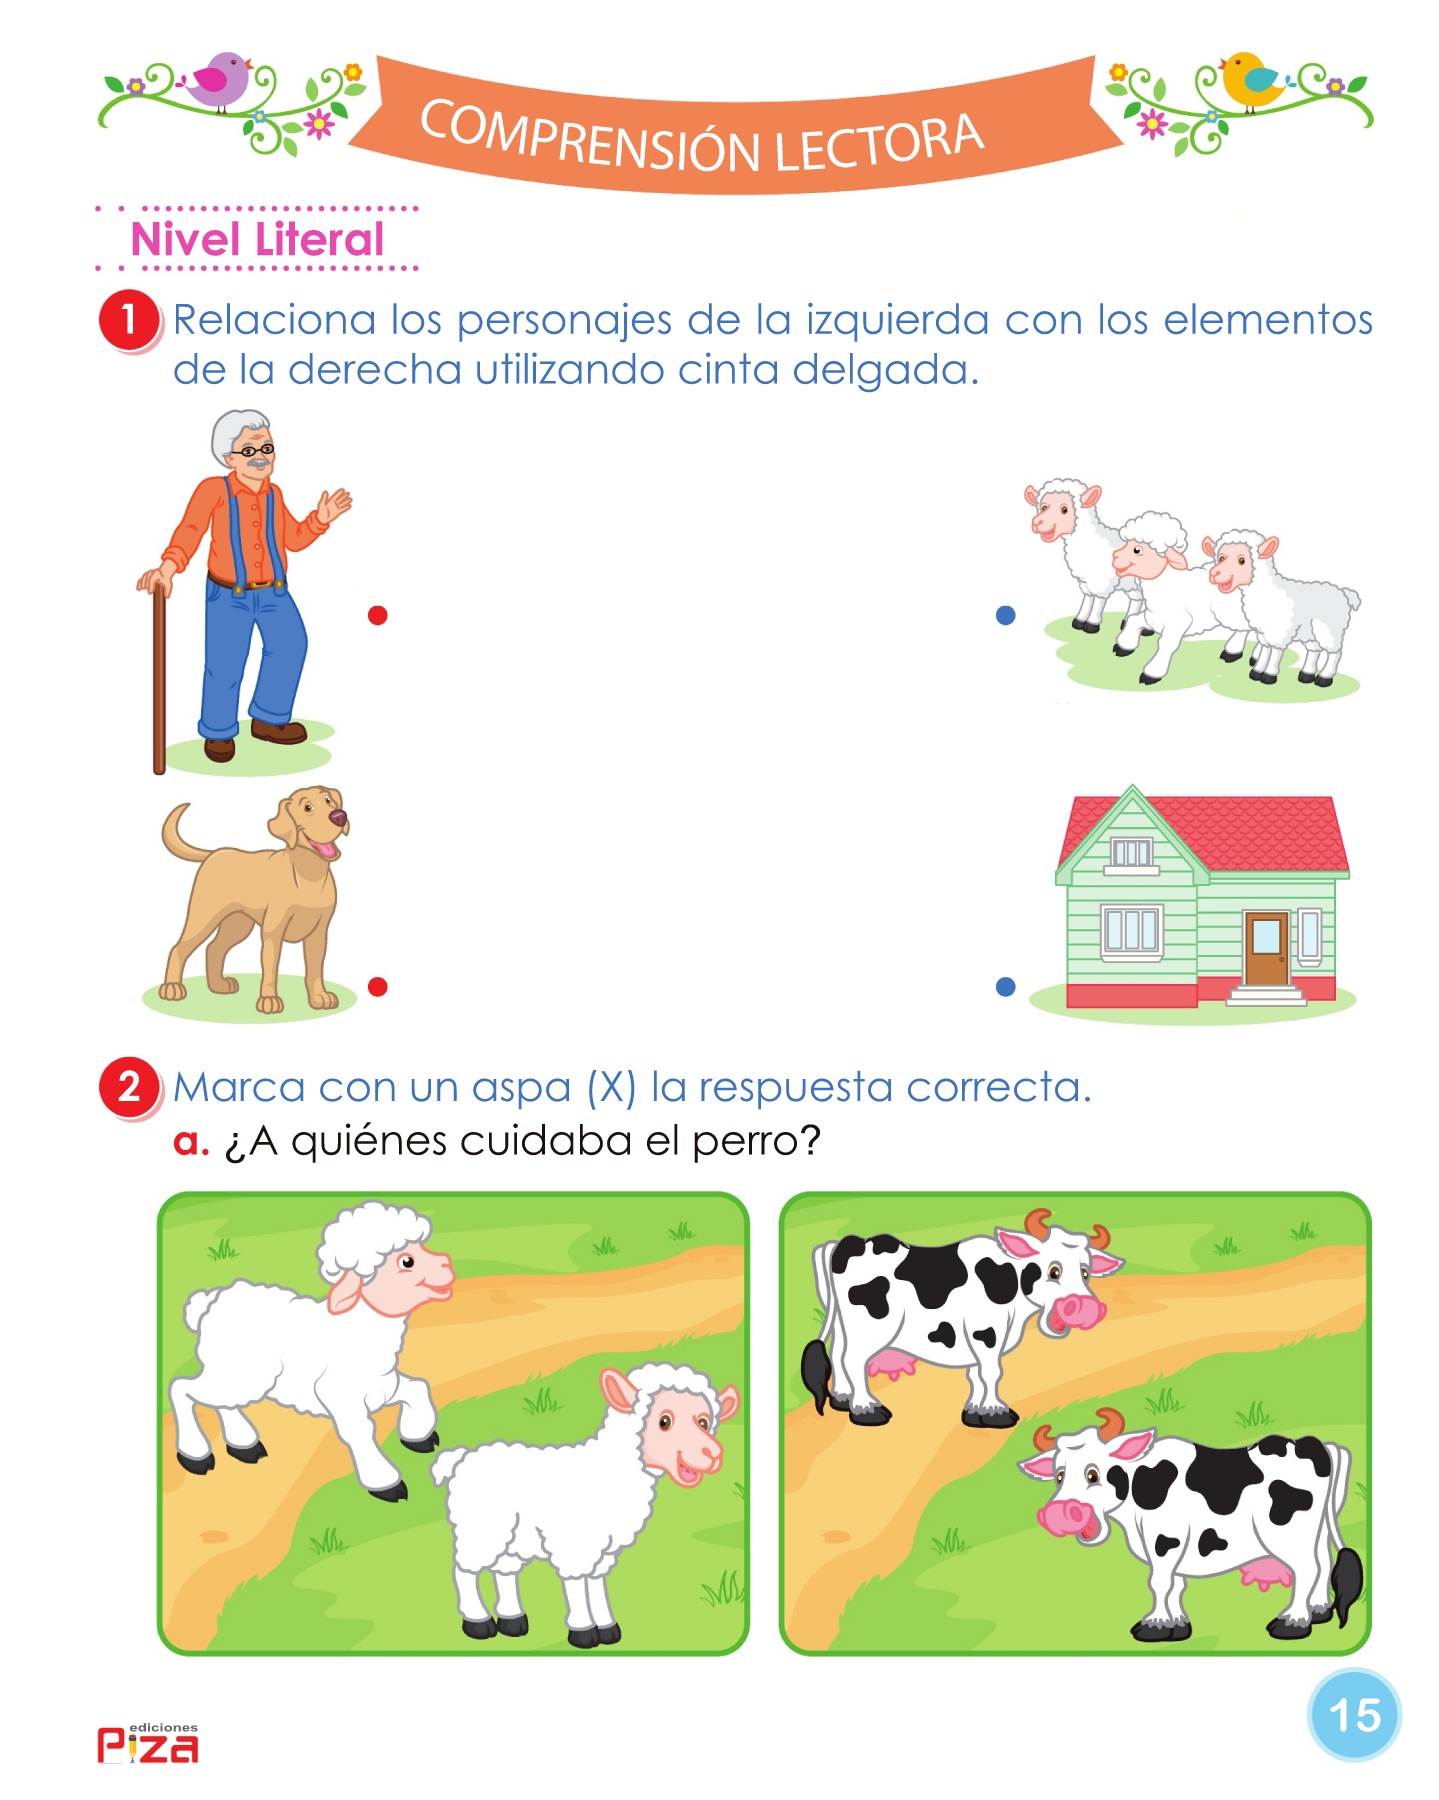 COMPRENSIÓN LECTORA
Nivel Literal
1 Relaciona los personajes de la izquierda con los elementos
de la derecha utilizando cinta delgada.
2 Marca con un aspa (X) la respuesta correcta.
a. ¿A quiénes cuidaba el perro?
15
ediciones
Piza